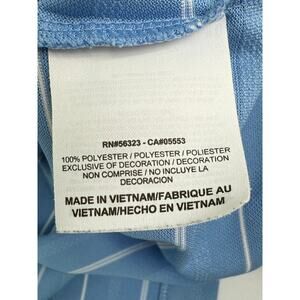 RN#56323 - CA#05553
100% POLYESTER / POLYESTER / POLIESTER
EXCLUSIVE OF DECORATION / DECORATION
NON COMPRISE / NO INCLUYE LA
DECORACION
MADE IN VIETNAM/FABRIQUE AU
VIETNAM/HECHO EN VIETNAM